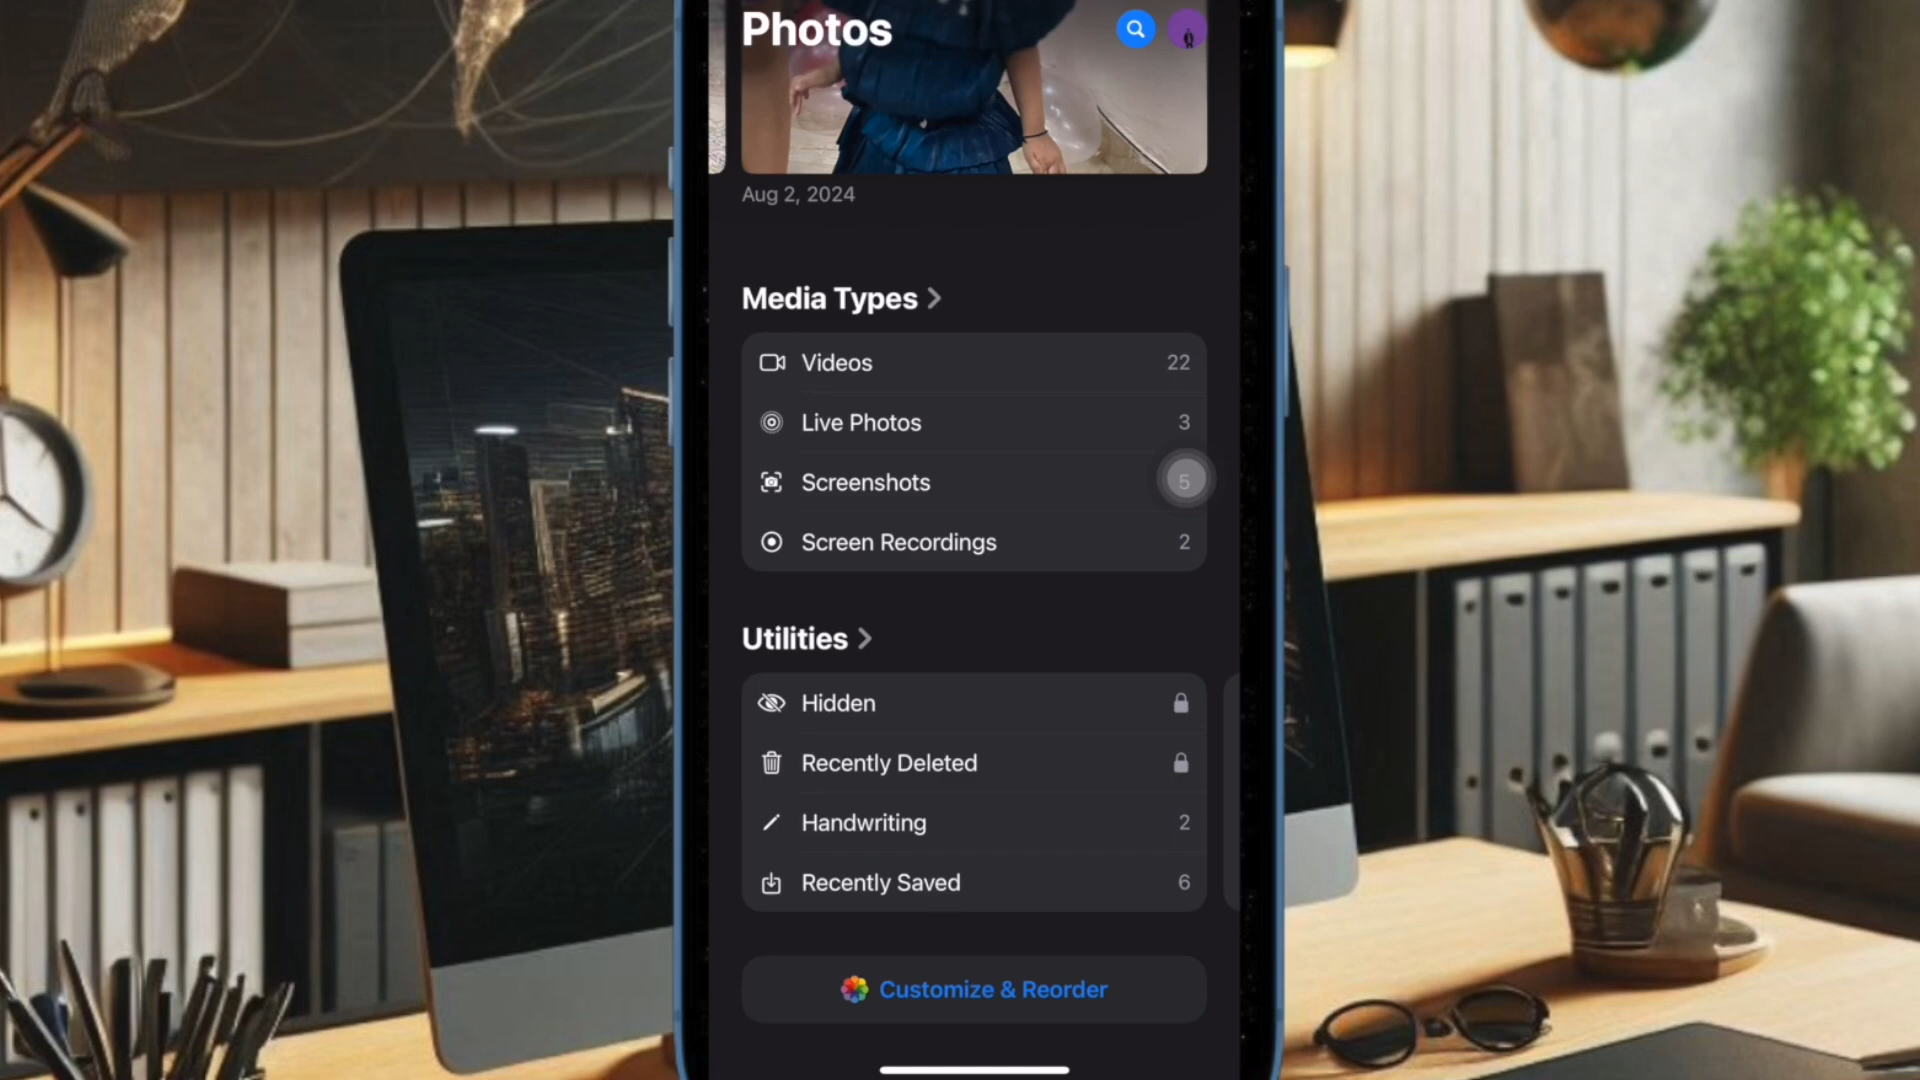 Photos
Aug 2, 2024
Media Types
Videos 22
Live Photos 3
Screenshots 5
Screen Recordings 2
Utilities
Hidden
Recently Deleted
Handwriting 2
Recently Saved 6
Customize & Reorder